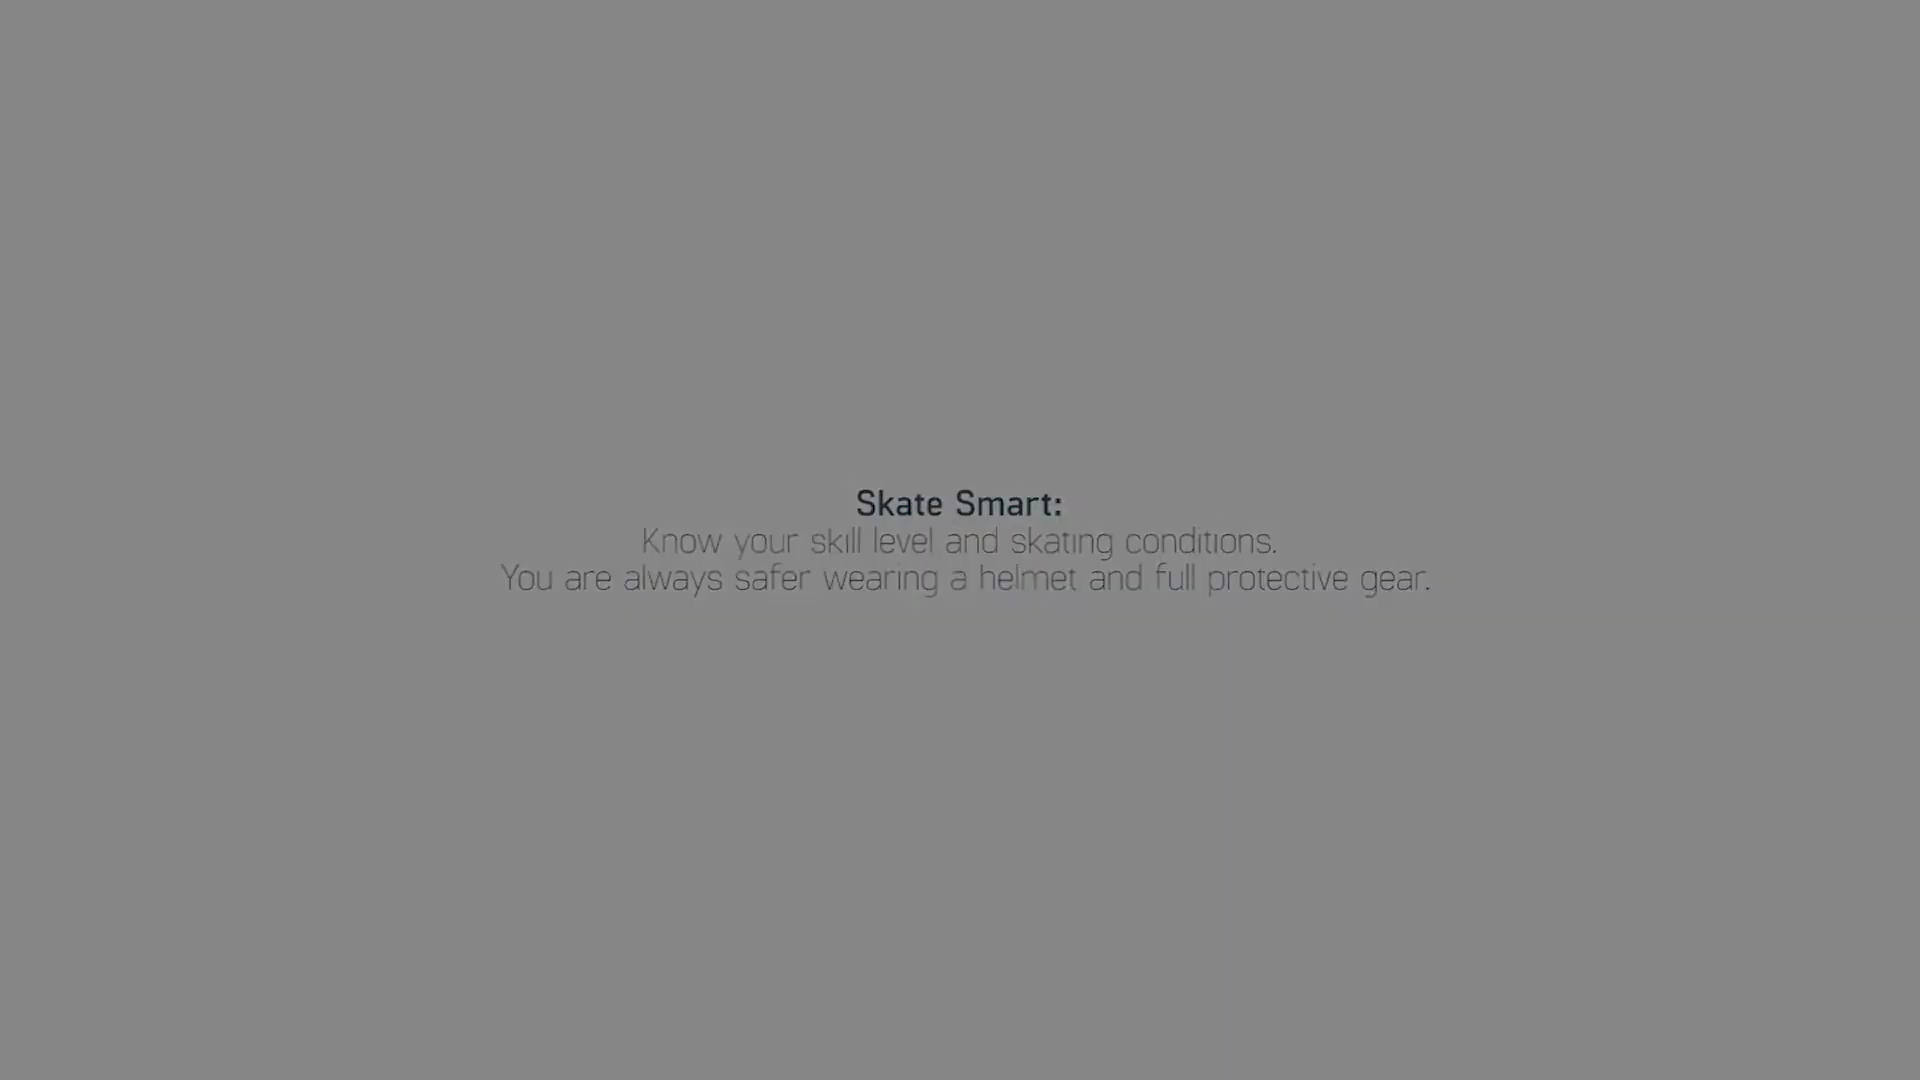 Skate Smart:
Know your skill level and skating conditions.
You are always safer wearing a helmet and full protective gear.